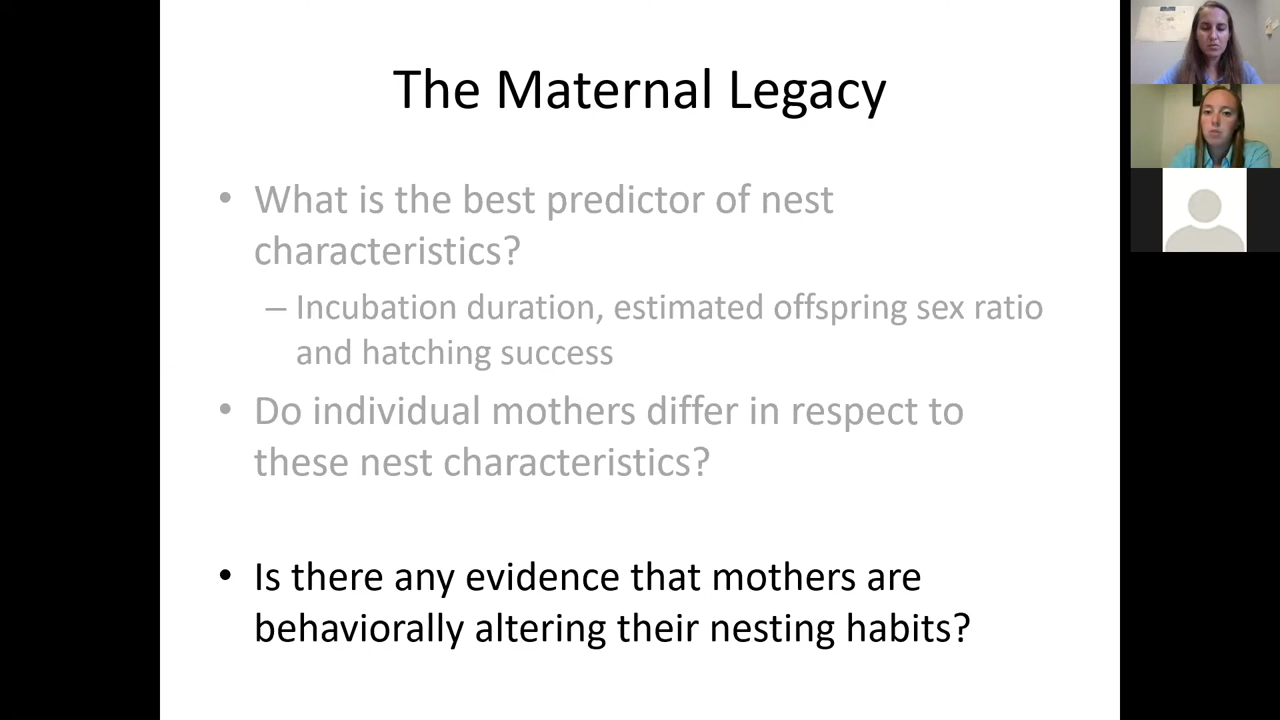 The Maternal Legacy
• What is the best predictor of nest
characteristics?
– Incubation duration, estimated offspring sex ratio
and hatching success
• Do individual mothers differ in respect to
these nest characteristics?
• Is there any evidence that mothers are
behaviorally altering their nesting habits?